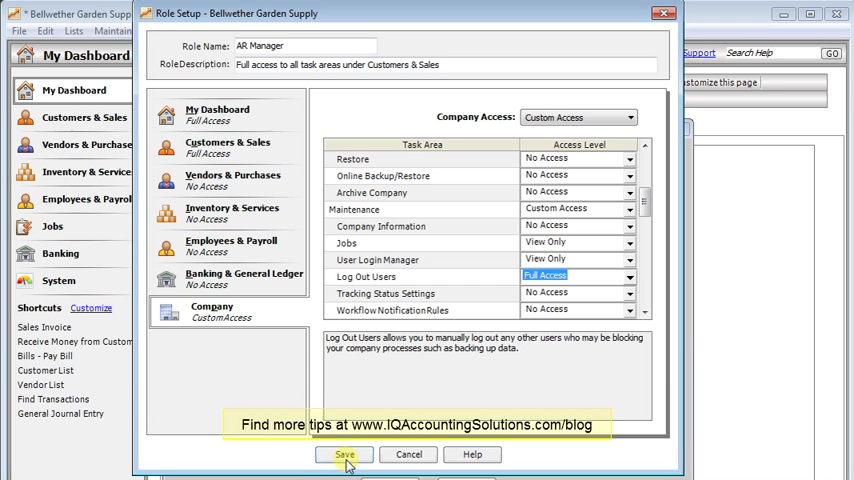 * Bellwether Garden Supply
File Edit Lists Maintain
My Dashboard
My Dashboard
Customers & Sales
Vendors & Purchases
Inventory & Services
Employees & Payroll
Jobs
Banking
System
Shortcuts Customize
Sales Invoice
Receive Money from Custom
Bills - Pay Bill
Customer List
Vendor List
Find Transactions
General Journal Entry
Role Setup - Bellwether Garden Supply
Role Name: AR Manager
Role Description: Full access to all task areas under Customers & Sales
My Dashboard
Full Access
Customers & Sales
Full Access
Vendors & Purchases
No Access
Inventory & Services
No Access
Employees & Payroll
No Access
Banking & General Ledger
No Access
Company
Custom Access
Company Access: Custom Access
Task Area Access Level
Restore No Access
Online Backup/Restore No Access
Archive Company No Access
Maintenance Custom Access
Company Information No Access
Jobs View Only
User Login Manager View Only
Log Out Users Full Access
Tracking Status Settings No Access
Workflow Notification Rules No Access
Log Out Users allows you to manually log out any other users who may be blocking
your company processes such as backing up data.
Find more tips at www.IQAccountingSolutions.com/blog
Save Cancel Help
Support Search Help GO
ustomize this page